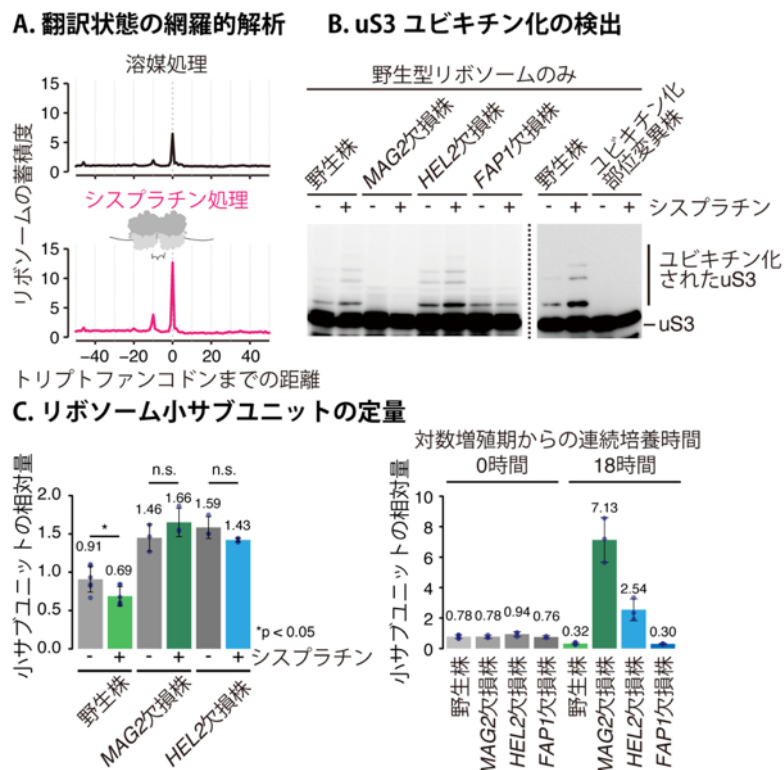 A. 翻訳状態の網羅的解析
溶媒処理
15
10
5
0
シスプラチン処理
15
10
5
0
リボソームの蓄積度
−40 −20 0 20 40
トリプトファンコドンまでの距離
B. uS3 ユビキチン化の検出
野生型リボソームのみ
野生株
MAG2欠損株
HEL2欠損株
FAP1欠損株
野生株
ユビキチン化
部位変異株
- + - + - + - + - + - + シスプラチン
ユビキチン化
されたuS3
uS3
C. リボソーム小サブユニットの定量
小サブユニットの相対量
2.0
1.5
1.0
0.5
0.0
* n.s. n.s.
0.91 0.69 1.46 1.66 1.59 1.43
*p < 0.05
- + - + - + シスプラチン
野生株
MAG2欠損株
HEL2欠損株
対数増殖期からの連続培養時間
0時間 18時間
小サブユニットの相対量
10
8
6
4
2
0
0.78 0.78 0.94 0.76 0.32 7.13 2.54 0.30
野生株
MAG2欠損株
HEL2欠損株
FAP1欠損株
野生株
MAG2欠損株
HEL2欠損株
FAP1欠損株